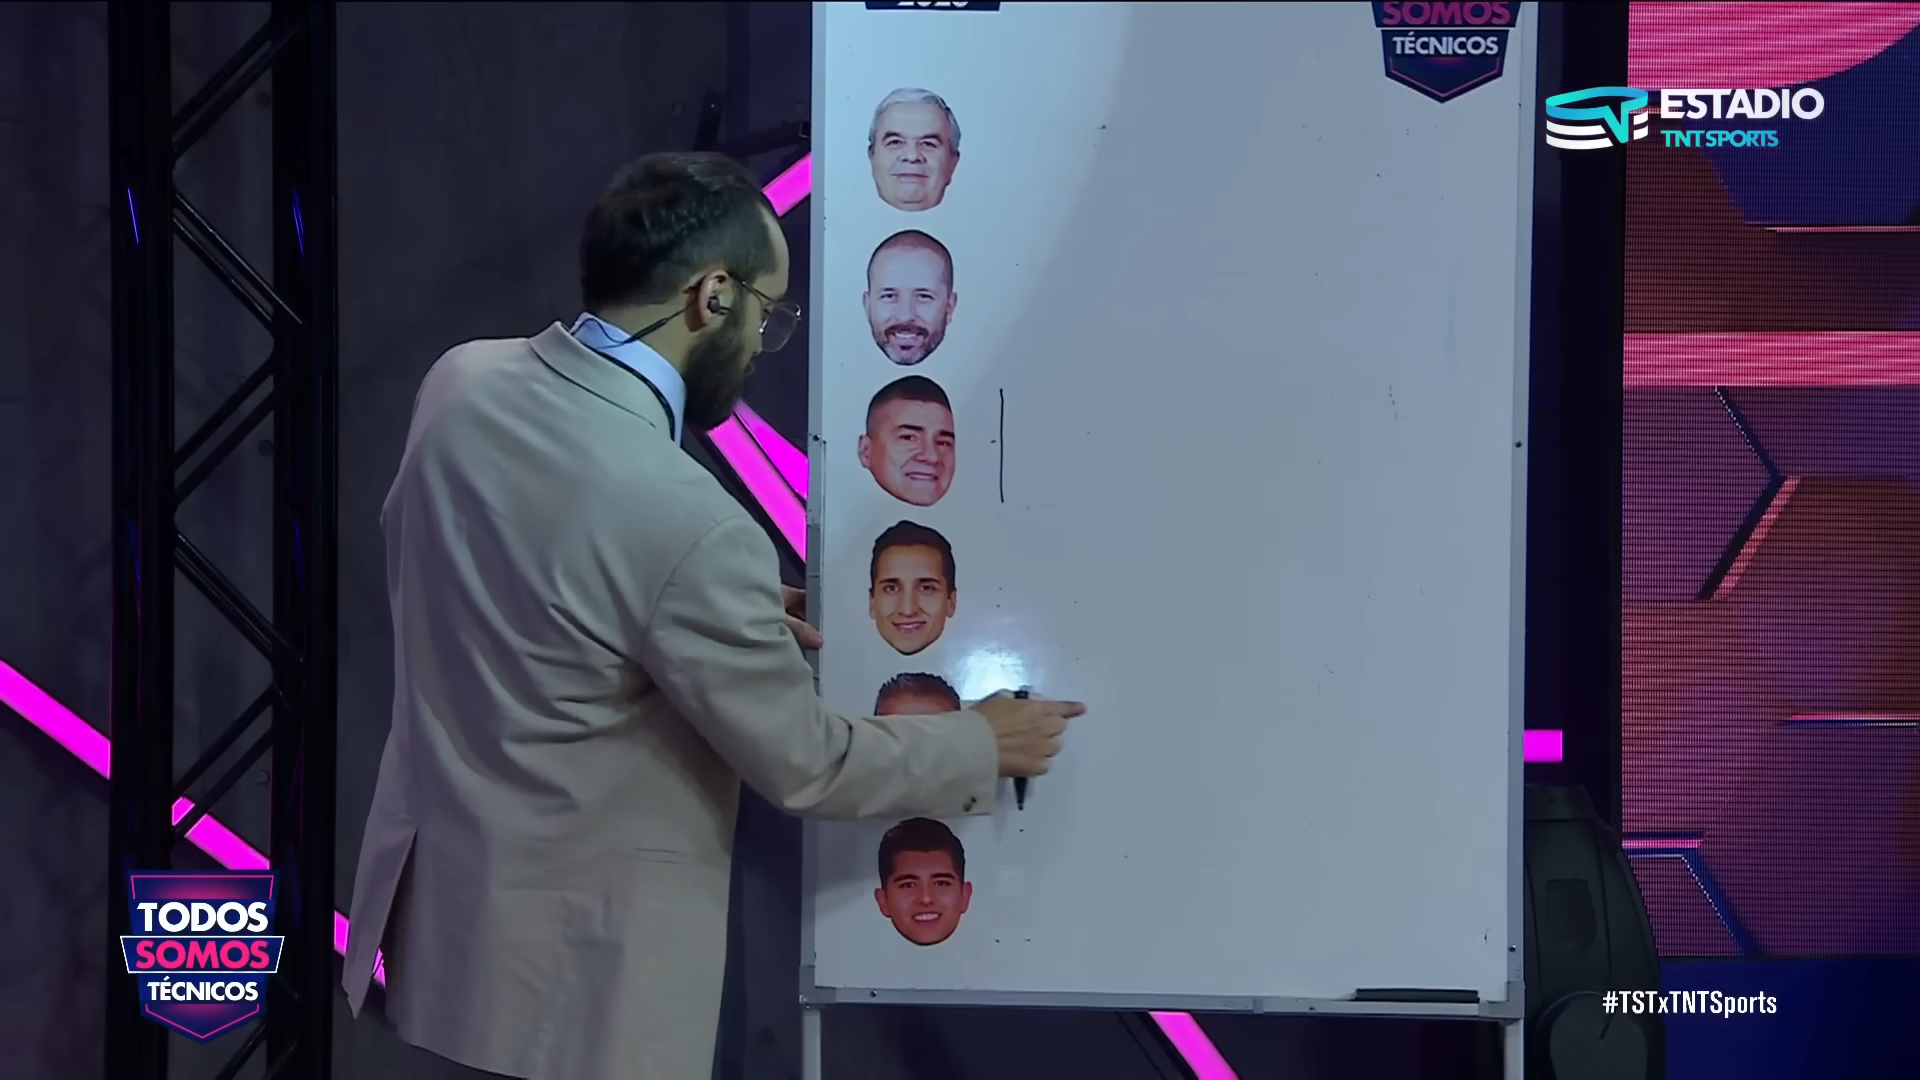 SOMOS
TÉCNICOS
ESTADIO
TNT SPORTS
TODOS
SOMOS
TÉCNICOS
#TSTxTNTSports